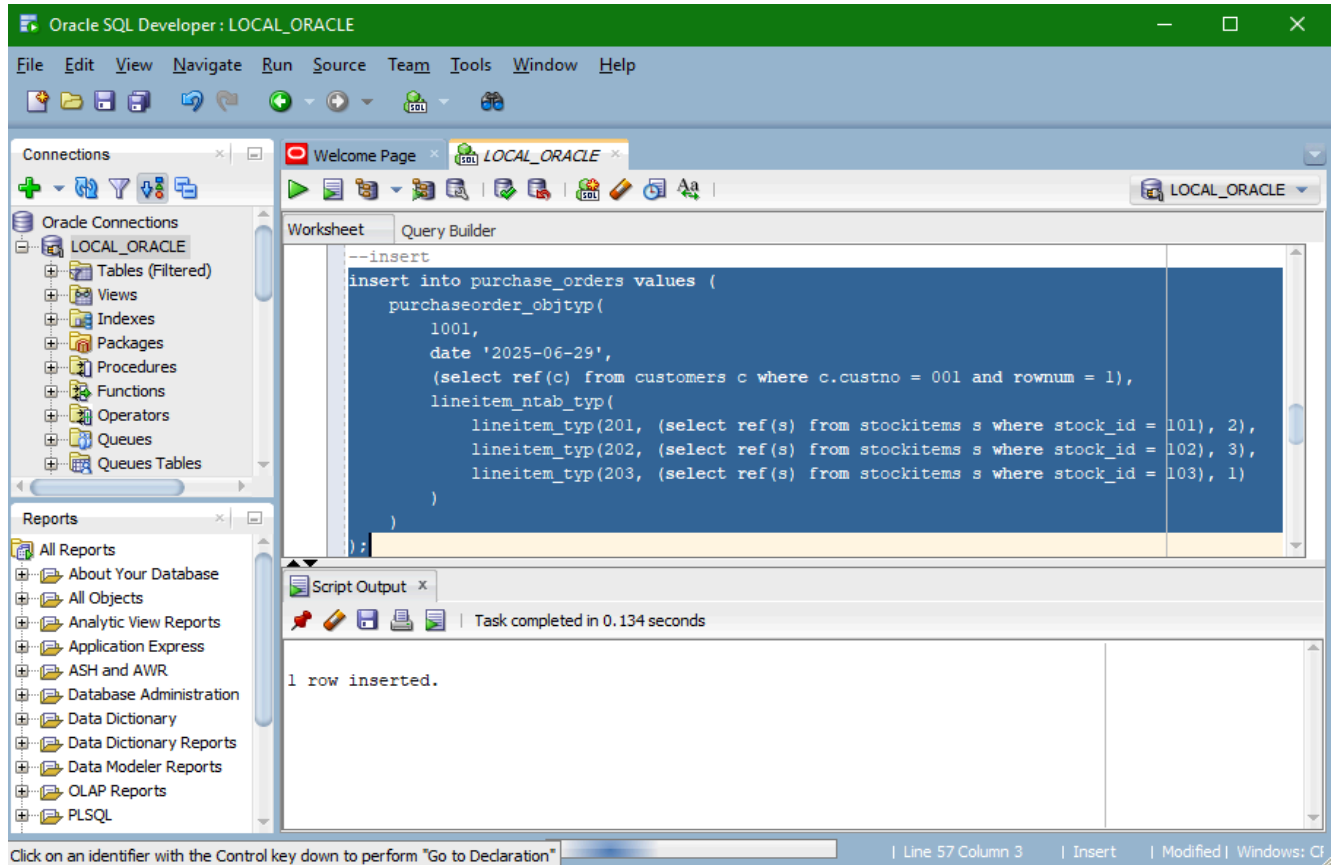 Oracle SQL Developer : LOCAL_ORACLE
File Edit View Navigate Run Source Team Tools Window Help
Connections
Oracle Connections
LOCAL_ORACLE
Tables (Filtered)
Views
Indexes
Packages
Procedures
Functions
Operators
Queues
Queues Tables
Reports
All Reports
About Your Database
All Objects
Analytic View Reports
Application Express
ASH and AWR
Database Administration
Data Dictionary
Data Dictionary Reports
Data Modeler Reports
OLAP Reports
PLSQL
Welcome Page LOCAL_ORACLE
LOCAL_ORACLE
Worksheet Query Builder
--insert
insert into purchase_orders values (
purchaseorder_objtyp(
1001,
date '2025-06-29',
(select ref(c) from customers c where c.custno = 001 and rownum = 1),
lineitem_ntab_typ(
lineitem_typ(201, (select ref(s) from stockitems s where stock_id = 101), 2),
lineitem_typ(202, (select ref(s) from stockitems s where stock_id = 102), 3),
lineitem_typ(203, (select ref(s) from stockitems s where stock_id = 103), 1)
)
)
);
Script Output
Task completed in 0.134 seconds
1 row inserted.
Click on an identifier with the Control key down to perform "Go to Declaration"
Line 57 Column 3 | Insert | Modified | Windows: CF